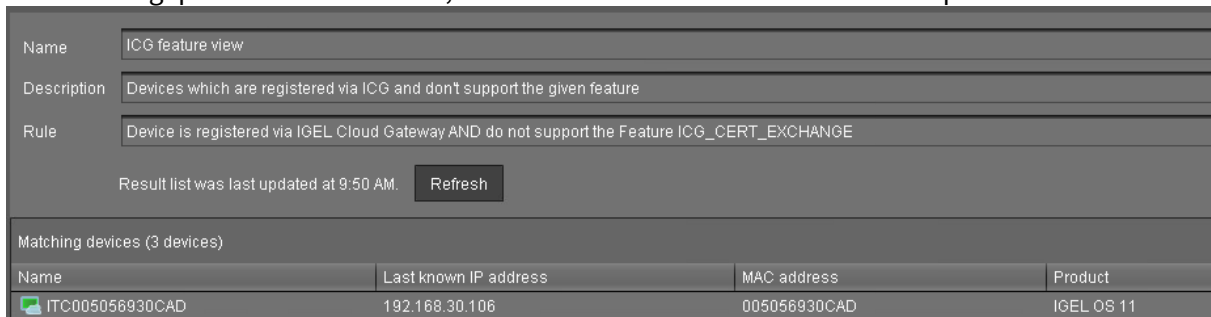 Name ICG feature view
Description Devices which are registered via ICG and don't support the given feature
Rule Device is registered via IGEL Cloud Gateway AND do not support the Feature ICG_CERT_EXCHANGE
Result list was last updated at 9:50 AM. Refresh
Matching devices (3 devices)
Name Last known IP address MAC address Product
ITC005056930CAD 192.168.30.106 005056930CAD IGEL OS 11